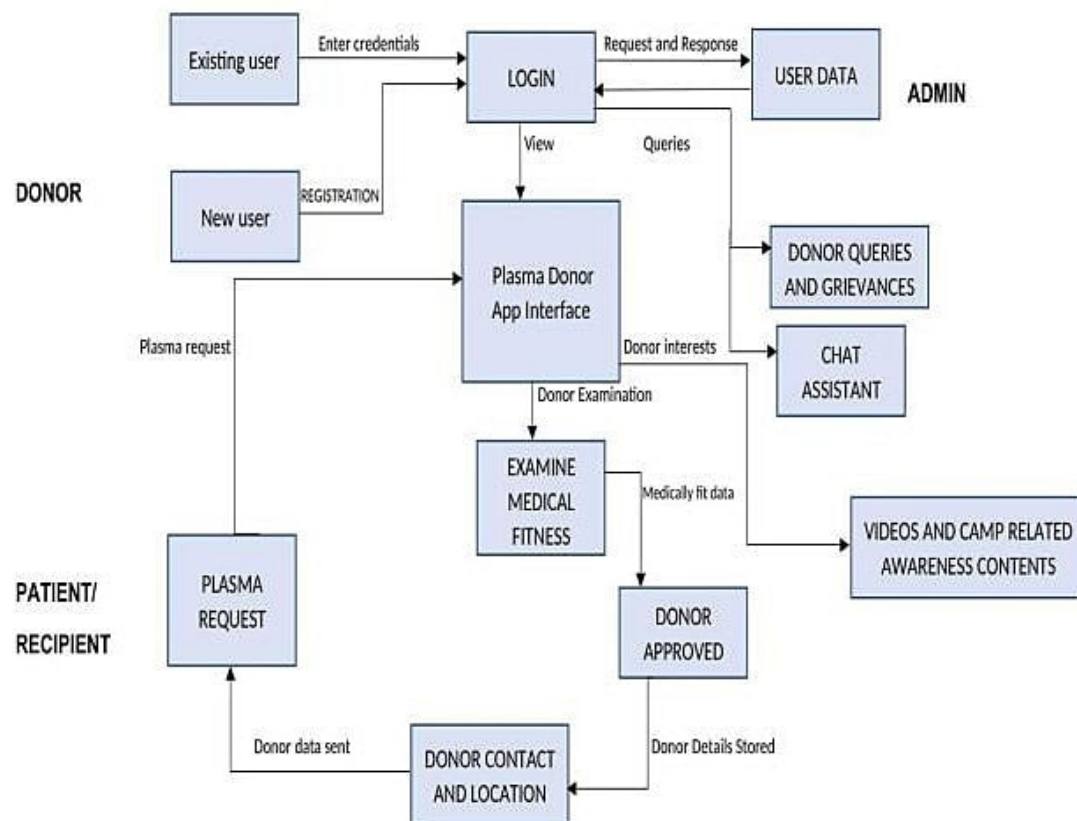 Existing user
Enter credentials
LOGIN
Request and Response
USER DATA
ADMIN
View
Queries
DONOR
New user
REGISTRATION
Plasma Donor
App Interface
DONOR QUERIES
AND GRIEVANCES
Plasma request
Donor interests
CHAT
ASSISTANT
Donor Examination
EXAMINE
MEDICAL
FITNESS
Medically fit data
VIDEOS AND CAMP RELATED
AWARENESS CONTENTS
PATIENT/
RECIPIENT
PLASMA
REQUEST
DONOR
APPROVED
Donor data sent
DONOR CONTACT
AND LOCATION
Donor Details Stored